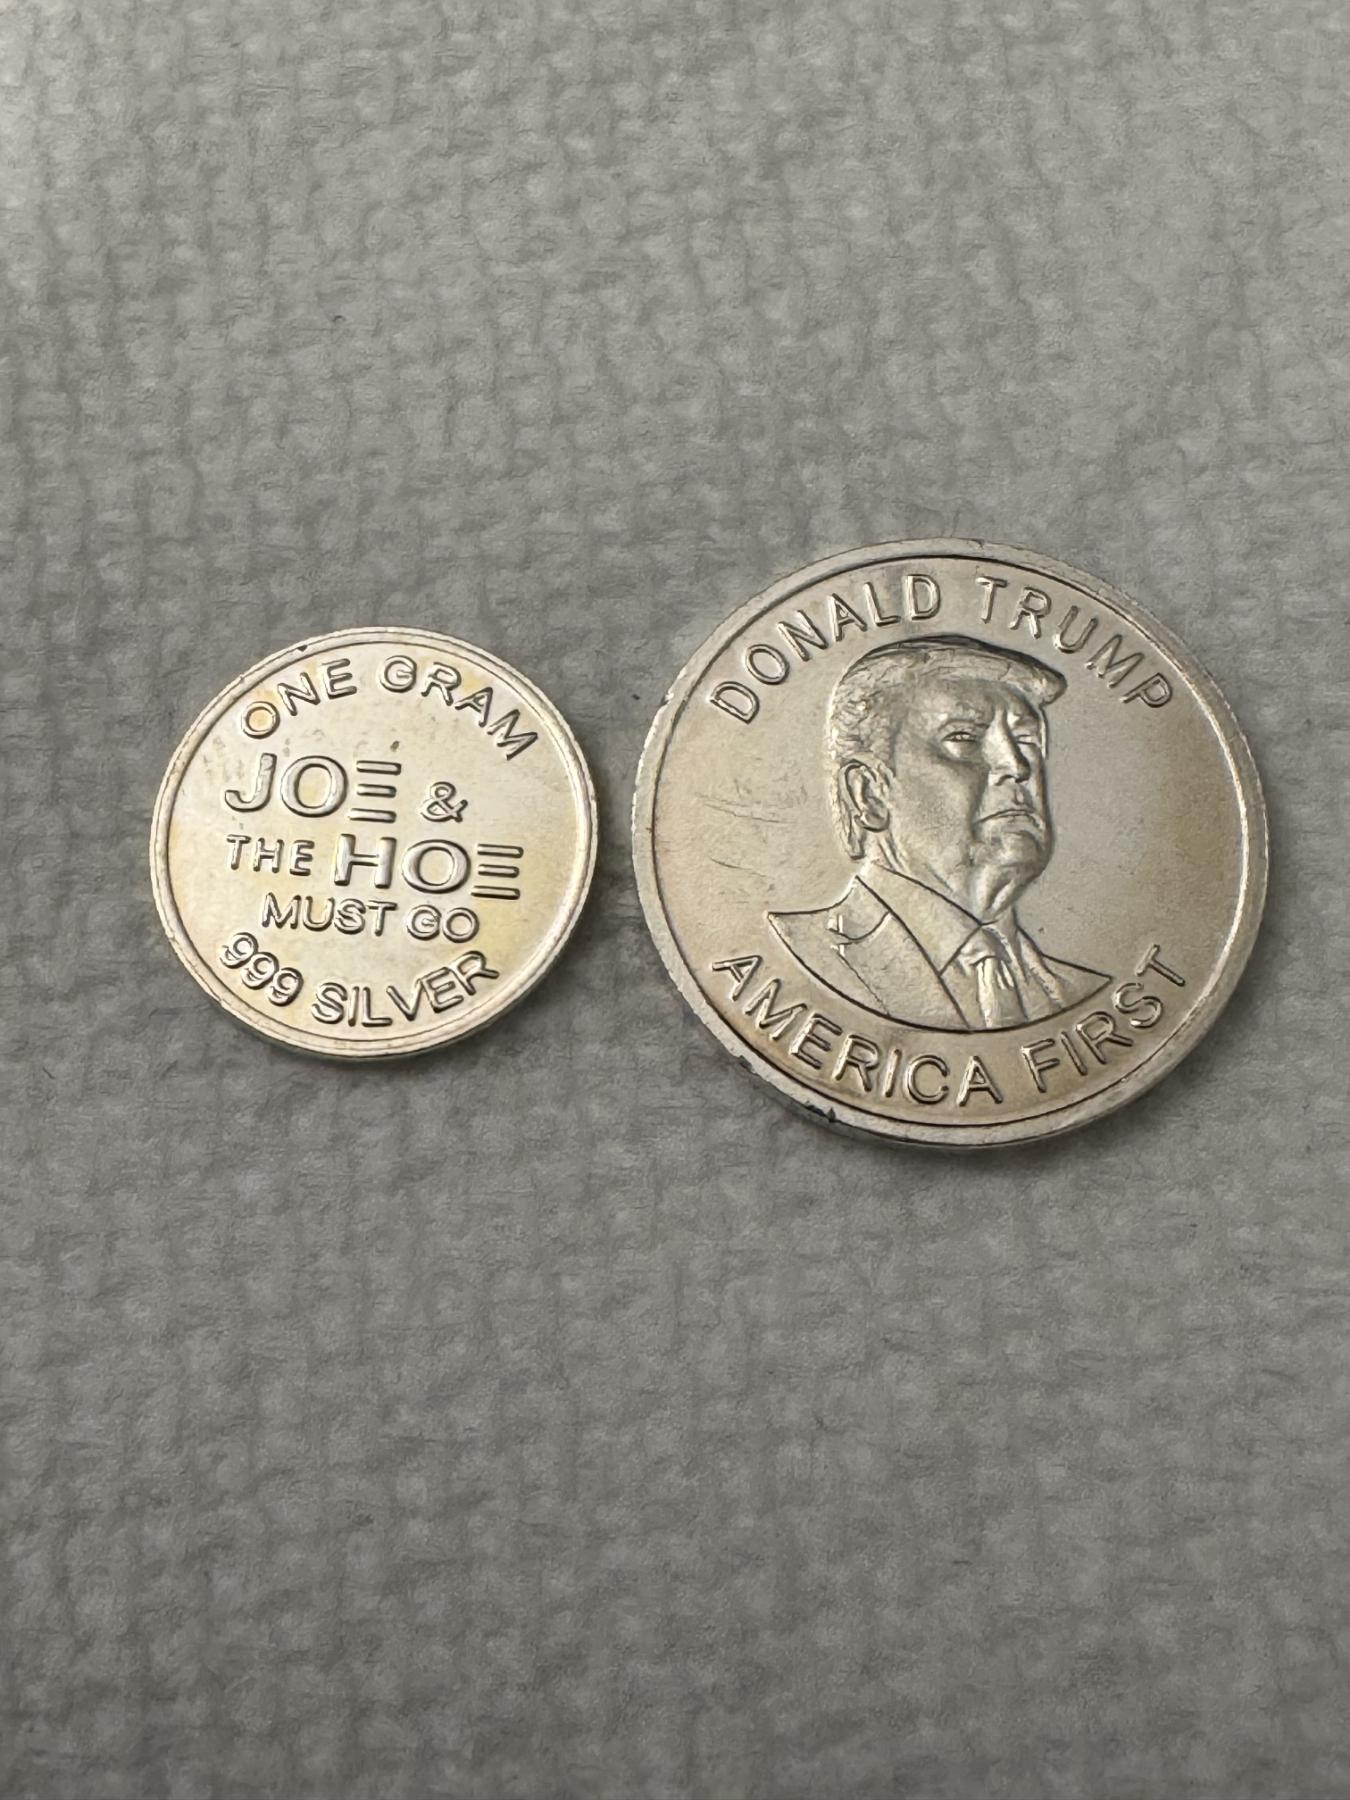 ONE GRAM
JOE &
THE HOE
MUST GO
999 SILVER
DONALD TRUMP
AMERICA FIRST